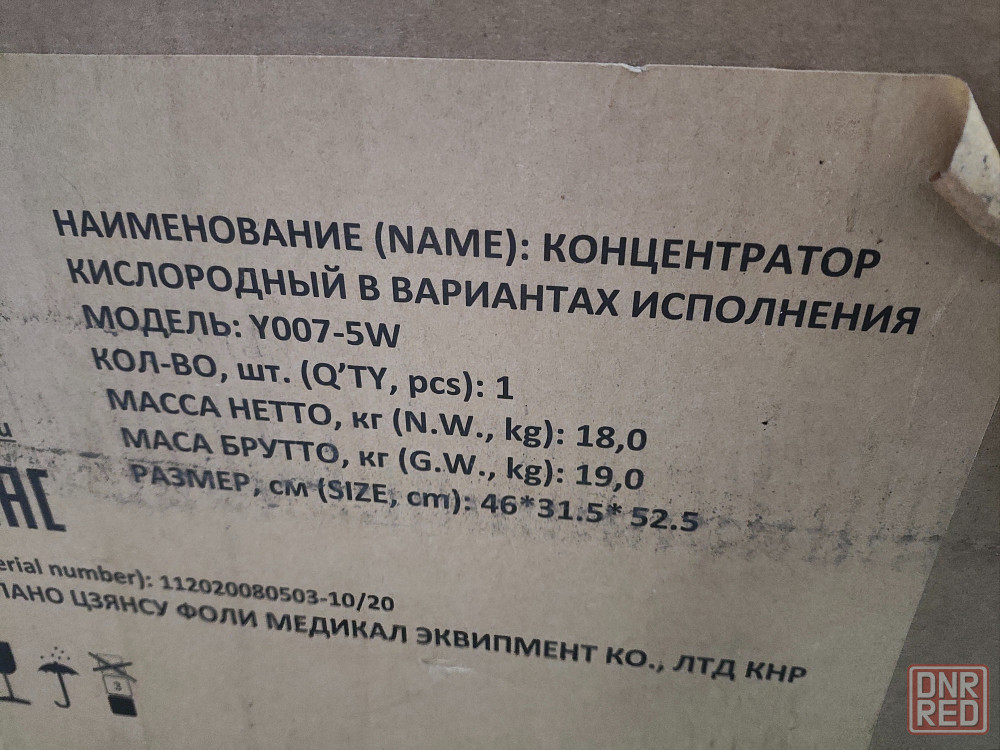 НАИМЕНОВАНИЕ (NAME): КОНЦЕНТРАТОР
КИСЛОРОДНЫЙ В ВАРИАНТАХ ИСПОЛНЕНИЯ
МОДЕЛЬ: Y007-5W
КОЛ-ВО, шт. (Q’TY, pcs): 1
МАССА НЕТТО, кг (N.W., kg): 18,0
МАСА БРУТТО, кг (G.W., kg): 19,0
РАЗМЕР, см (SIZE, cm): 46*31.5* 52.5
number): 112020080503-10/20
ЦЗЯНСУ ФОЛИ МЕДИКАЛ ЭКВИПМЕНТ КО., ЛТД КНР
3
DNR
RED